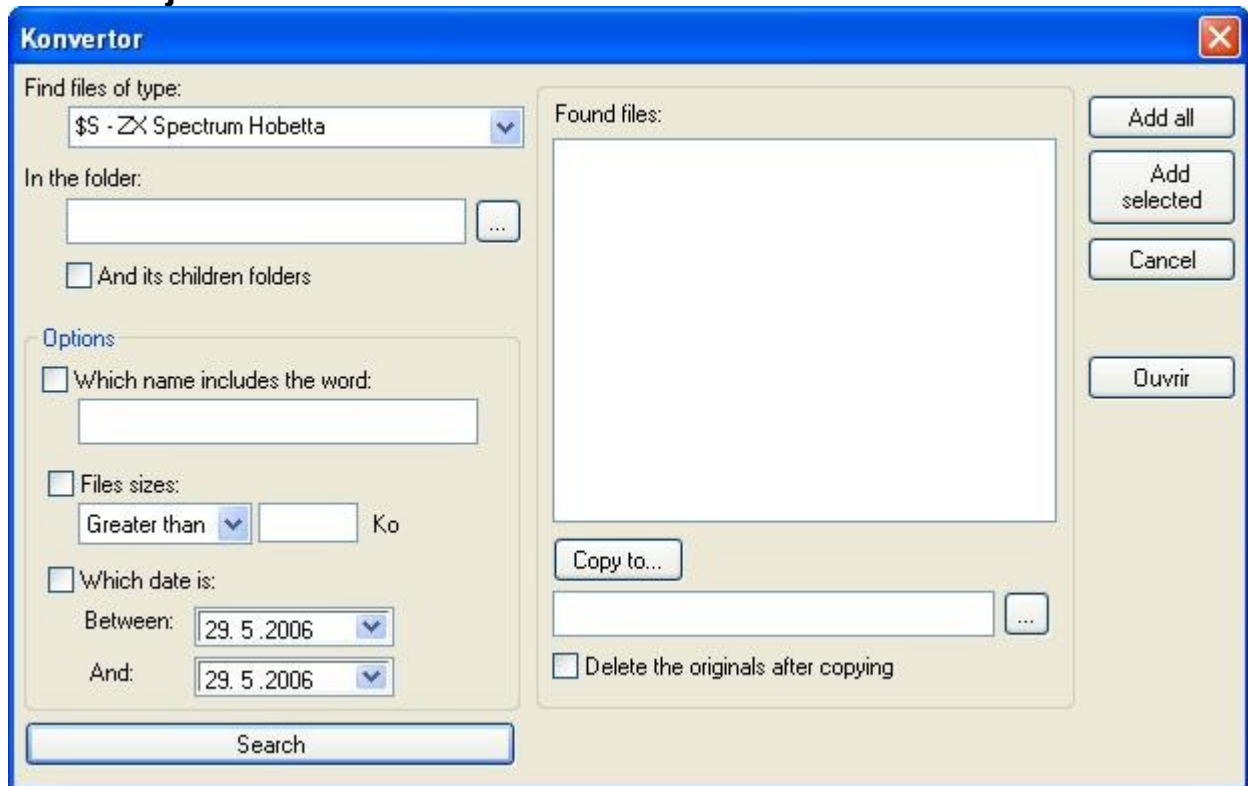 Konvertor
Find files of type:
$S - ZX Spectrum Hobetta
In the folder:
...
And its children folders
Options
Which name includes the word:
Files sizes:
Greater than Ko
Which date is:
Between: 29. 5 .2006
And: 29. 5 .2006
Search
Found files:
Copy to...
...
Delete the originals after copying
Add all
Add
selected
Cancel
Ouvrir